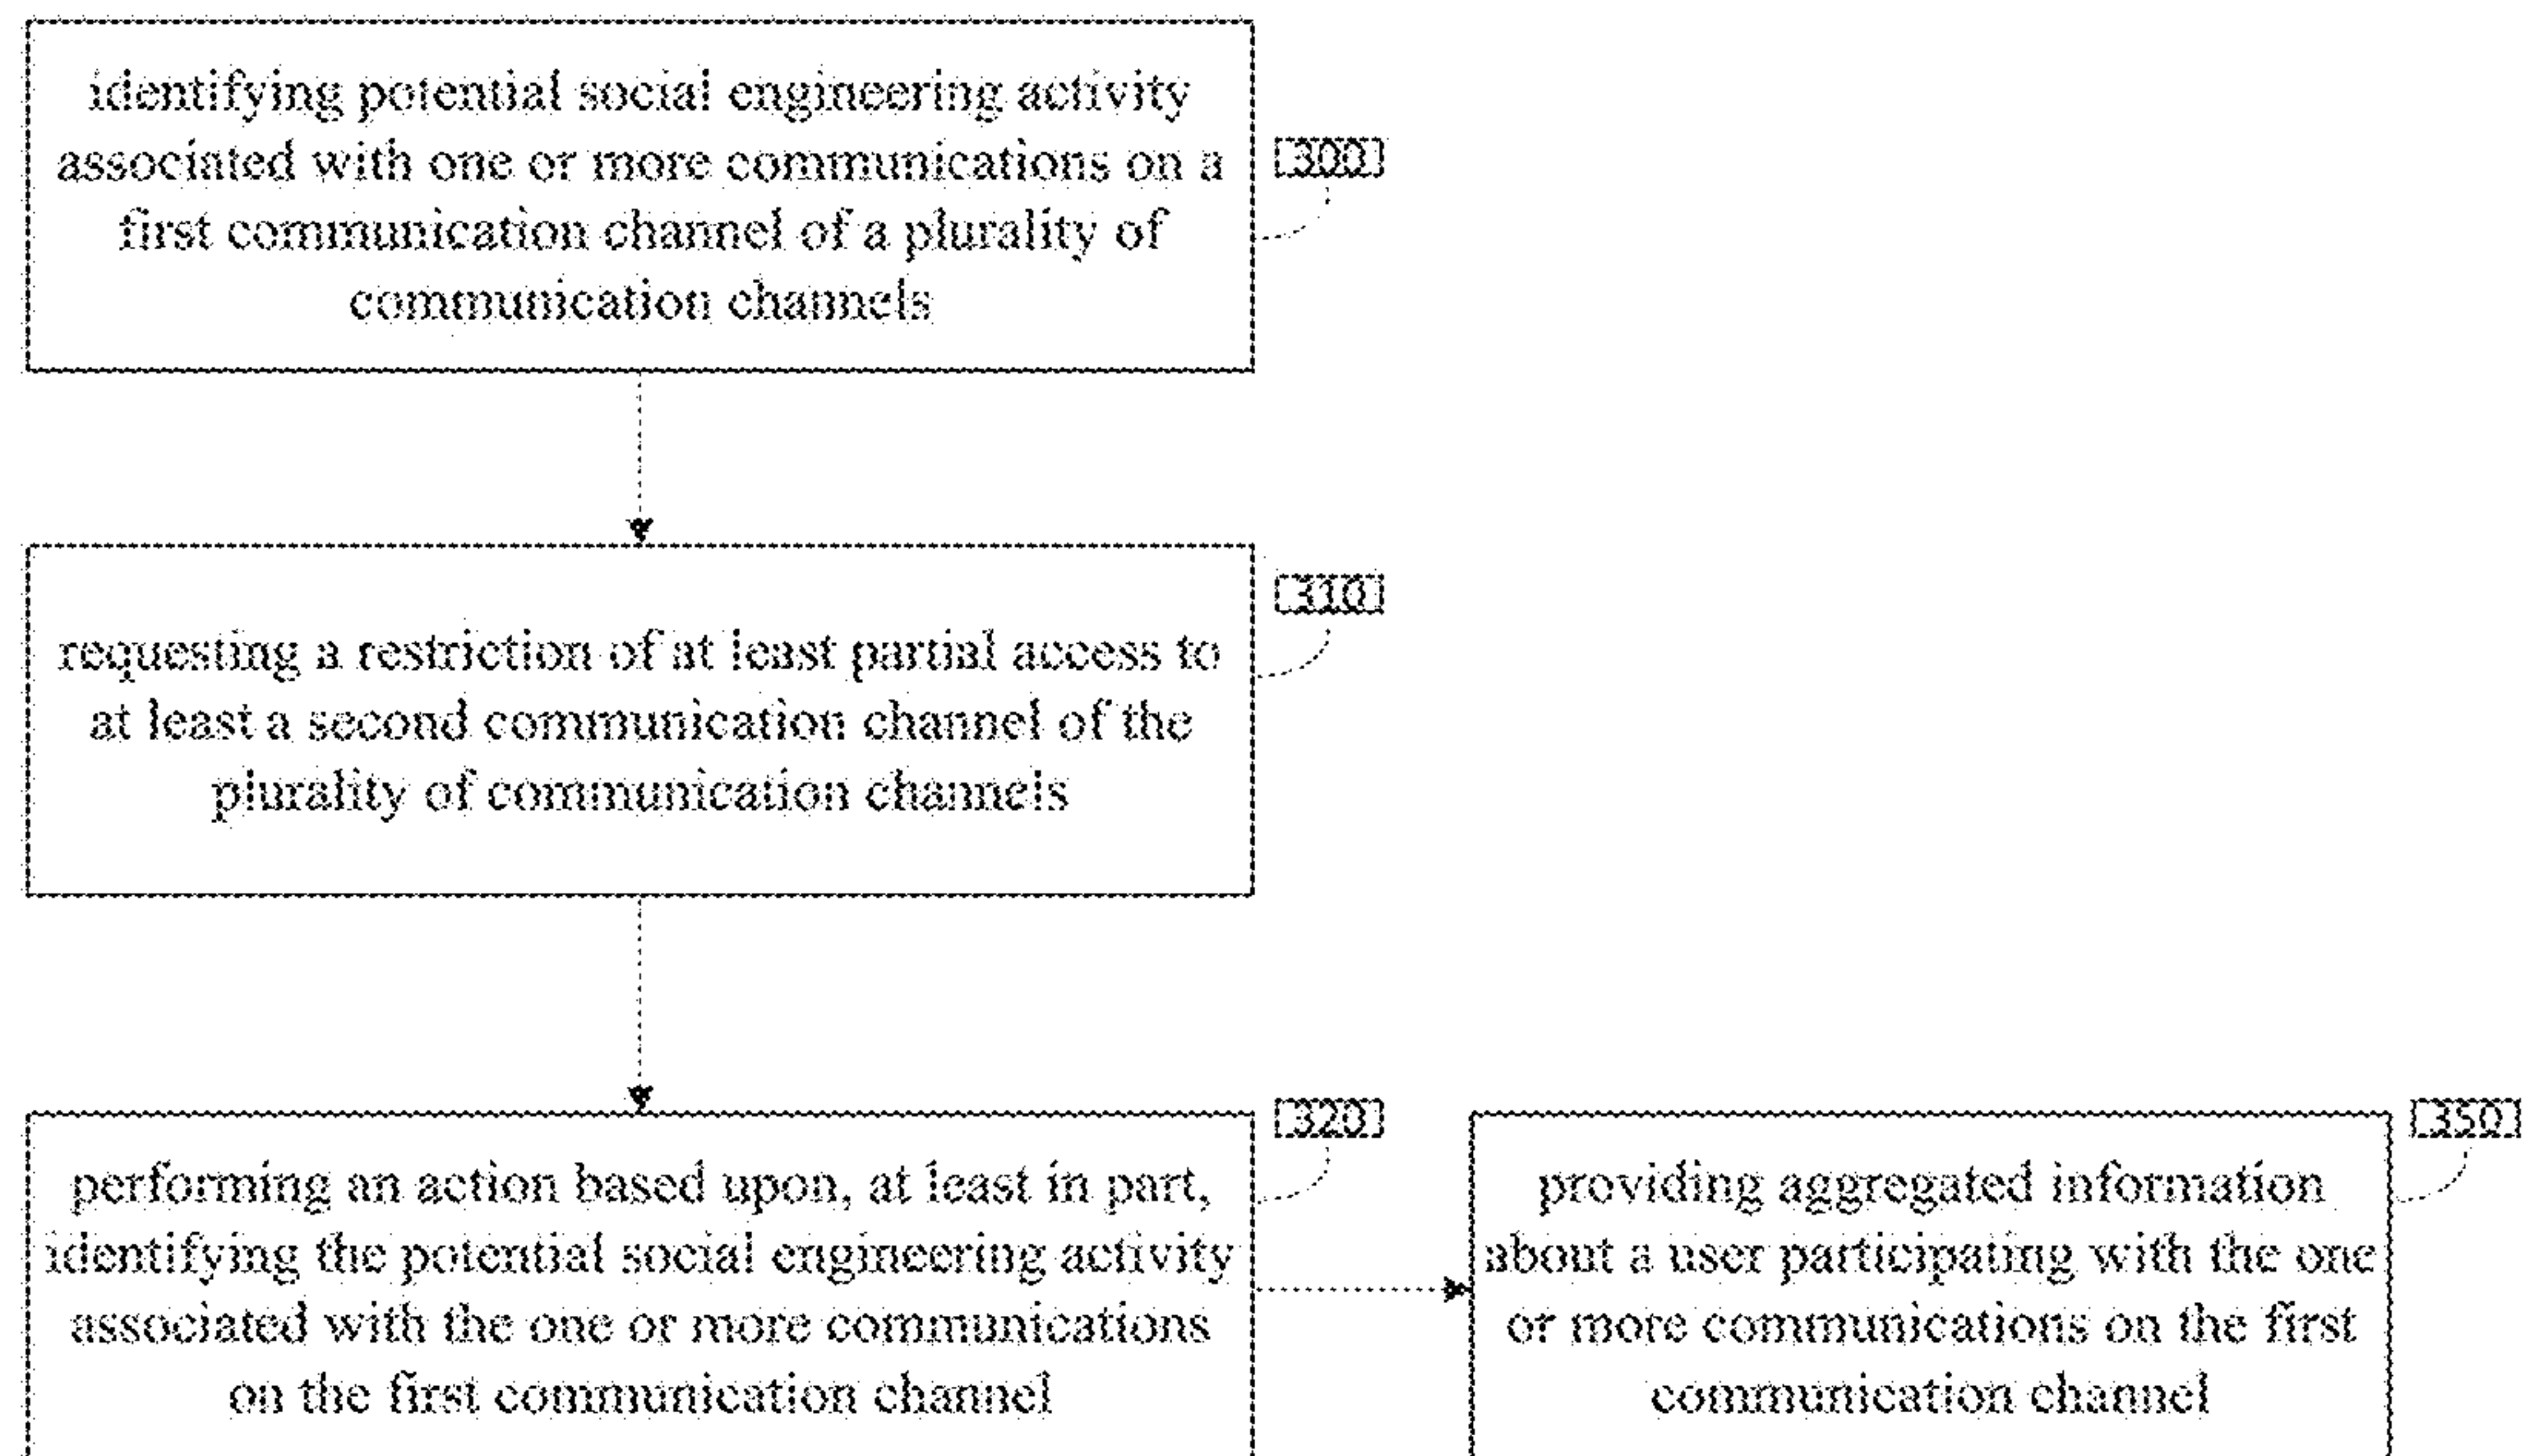 identifying potential social engineering activity
associated with one or more communications on a
first communication channel of a plurality of
communication channels
300
requesting a restriction of at least partial access to
at least a second communication channel of the
plurality of communication channels
310
performing an action based upon, at least in part,
identifying the potential social engineering activity
associated with the one or more communications
on the first communication channel
320
providing aggregated information
about a user participating with the one
or more communications on the first
communication channel
350